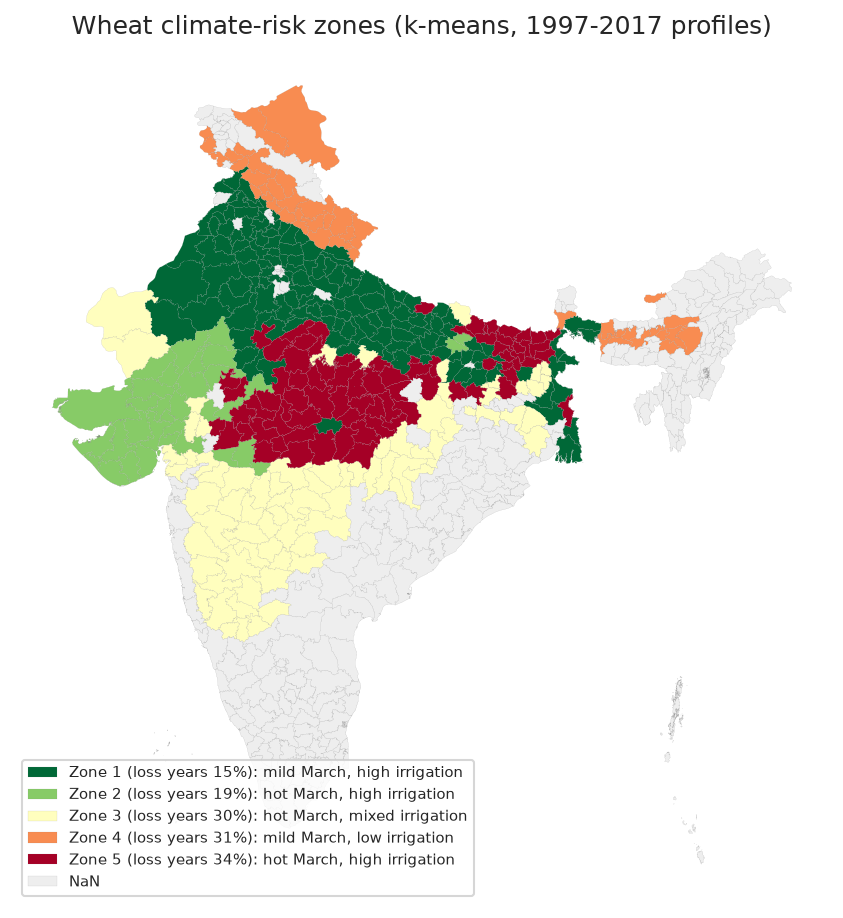 Wheat climate-risk zones (k-means, 1997-2017 profiles)
Zone 1 (loss years 15%): mild March, high irrigation
Zone 2 (loss years 19%): hot March, high irrigation
Zone 3 (loss years 30%): hot March, mixed irrigation
Zone 4 (loss years 31%): mild March, low irrigation
Zone 5 (loss years 34%): hot March, high irrigation
NaN